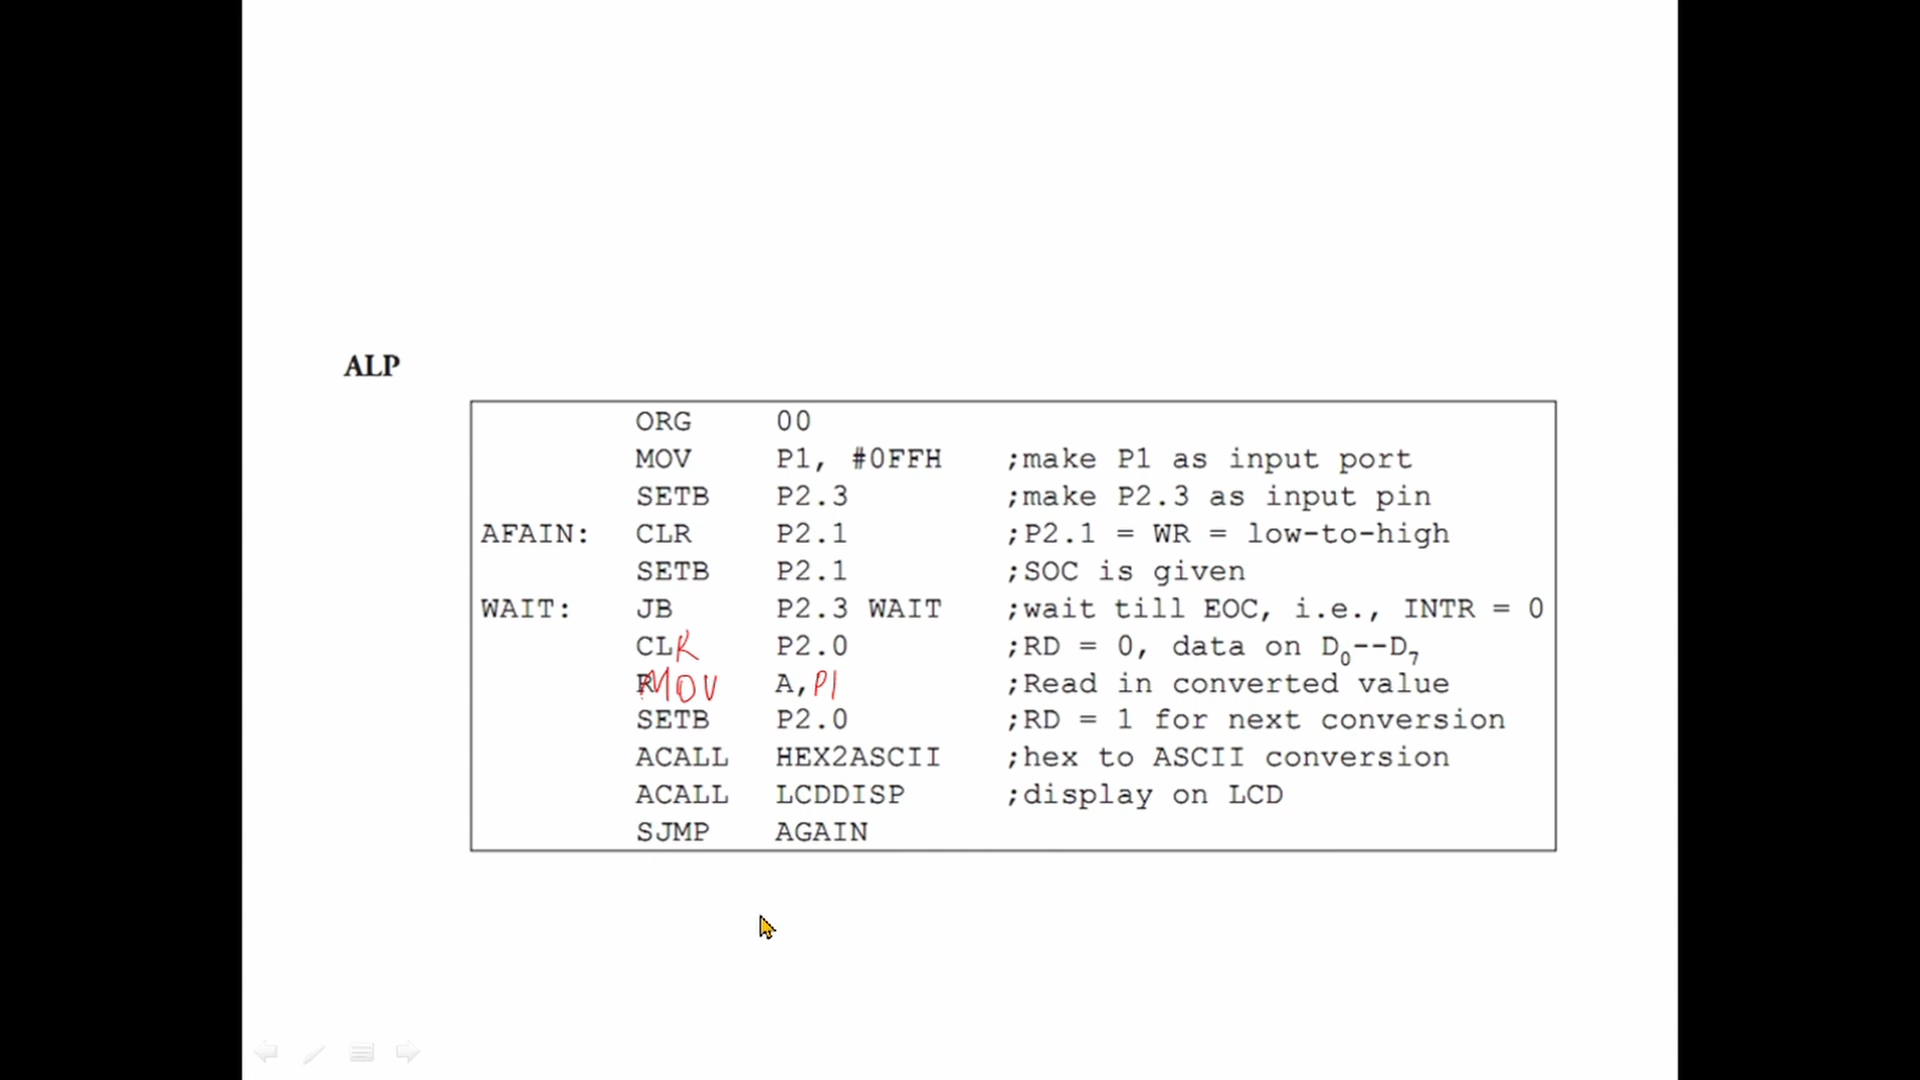 ALP
ORG 00
MOV P1, #0FFH ;make P1 as input port
SETB P2.3 ;make P2.3 as input pin
AFAIN: CLR P2.1 ;P2.1 = WR = low-to-high
SETB P2.1 ;SOC is given
WAIT: JB P2.3 WAIT ;wait till EOC, i.e., INTR = 0
CLR P2.0 ;RD = 0, data on D0--D7
MOV A,P1 ;Read in converted value
SETB P2.0 ;RD = 1 for next conversion
ACALL HEX2ASCII ;hex to ASCII conversion
ACALL LCDDISP ;display on LCD
SJMP AGAIN